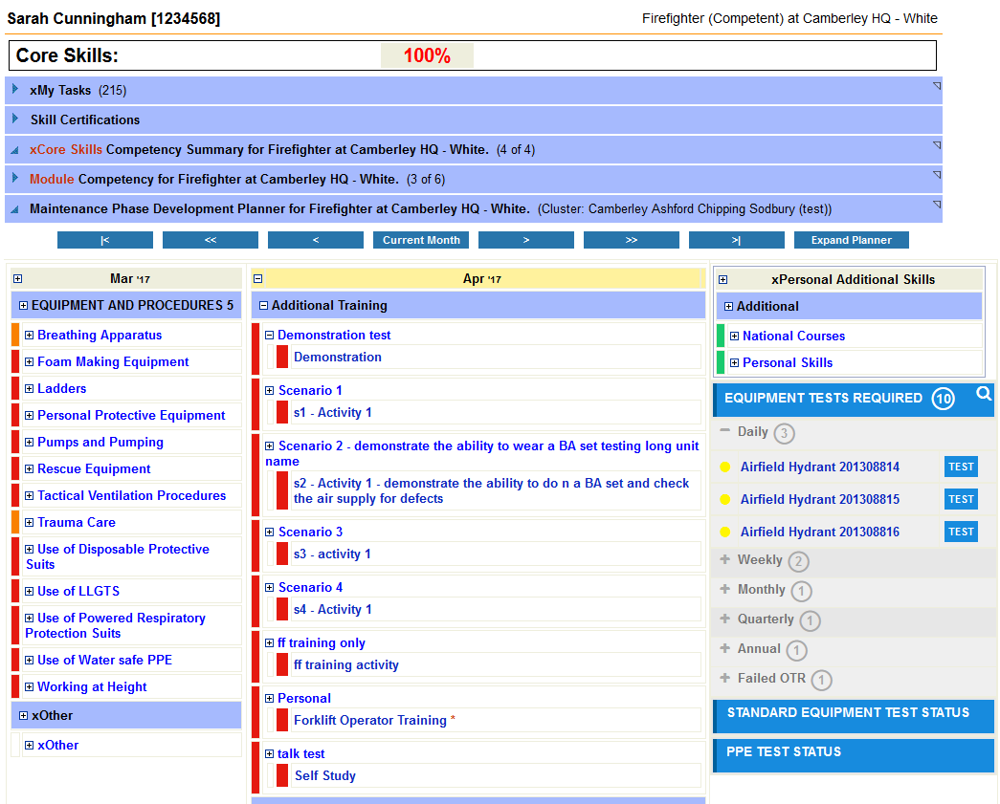 Sarah Cunningham [1234568]
Firefighter (Competent) at Camberley HQ - White
Core Skills:
100%
xMy Tasks (215)
Skill Certifications
xCore Skills Competency Summary for Firefighter at Camberley HQ - White. (4 of 4)
Module Competency for Firefighter at Camberley HQ - White. (3 of 6)
Maintenance Phase Development Planner for Firefighter at Camberley HQ - White. (Cluster: Camberley Ashford Chipping Sodbury (test))
|<
<<
<
Current Month
>
>>
>|
Expand Planner
Mar '17
EQUIPMENT AND PROCEDURES 5
Breathing Apparatus
Foam Making Equipment
Ladders
Personal Protective Equipment
Pumps and Pumping
Rescue Equipment
Tactical Ventilation Procedures
Trauma Care
Use of Disposable Protective
Suits
Use of LLGTS
Use of Powered Respiratory
Protection Suits
Use of Water safe PPE
Working at Height
xOther
xOther
Apr '17
Additional Training
Demonstration test
Demonstration
Scenario 1
s1 - Activity 1
Scenario 2 - demonstrate the ability to wear a BA set testing long unit
name
s2 - Activity 1 - demonstrate the ability to do n a BA set and check
the air supply for defects
Scenario 3
s3 - activity 1
Scenario 4
s4 - Activity 1
ff training only
ff training activity
Personal
Forklift Operator Training *
talk test
Self Study
xPersonal Additional Skills
Additional
National Courses
Personal Skills
EQUIPMENT TESTS REQUIRED 10
Daily 3
Airfield Hydrant 201308814 TEST
Airfield Hydrant 201308815 TEST
Airfield Hydrant 201308816 TEST
Weekly 2
Monthly 1
Quarterly 1
Annual 1
Failed OTR 1
STANDARD EQUIPMENT TEST STATUS
PPE TEST STATUS